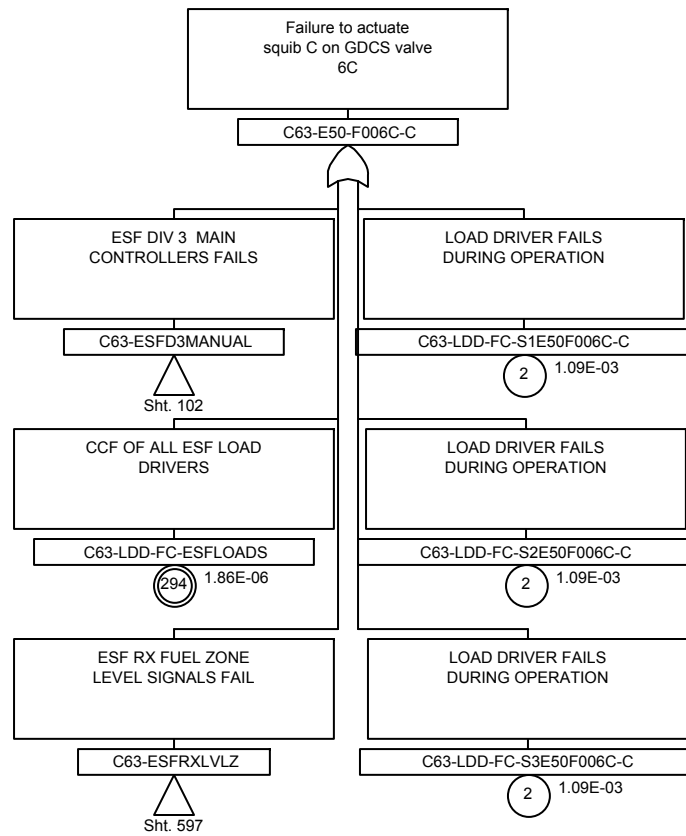 Failure to actuate
squib C on GDCS valve
6C
C63-E50-F006C-C
ESF DIV 3 MAIN
CONTROLLERS FAILS
C63-ESFD3MANUAL
Sht. 102
LOAD DRIVER FAILS
DURING OPERATION
C63-LDD-FC-S1E50F006C-C
2
1.09E-03
CCF OF ALL ESF LOAD
DRIVERS
C63-LDD-FC-ESFLOADS
294
1.86E-06
LOAD DRIVER FAILS
DURING OPERATION
C63-LDD-FC-S2E50F006C-C
2
1.09E-03
ESF RX FUEL ZONE
LEVEL SIGNALS FAIL
C63-ESFRXLVLZ
Sht. 597
LOAD DRIVER FAILS
DURING OPERATION
C63-LDD-FC-S3E50F006C-C
2
1.09E-03